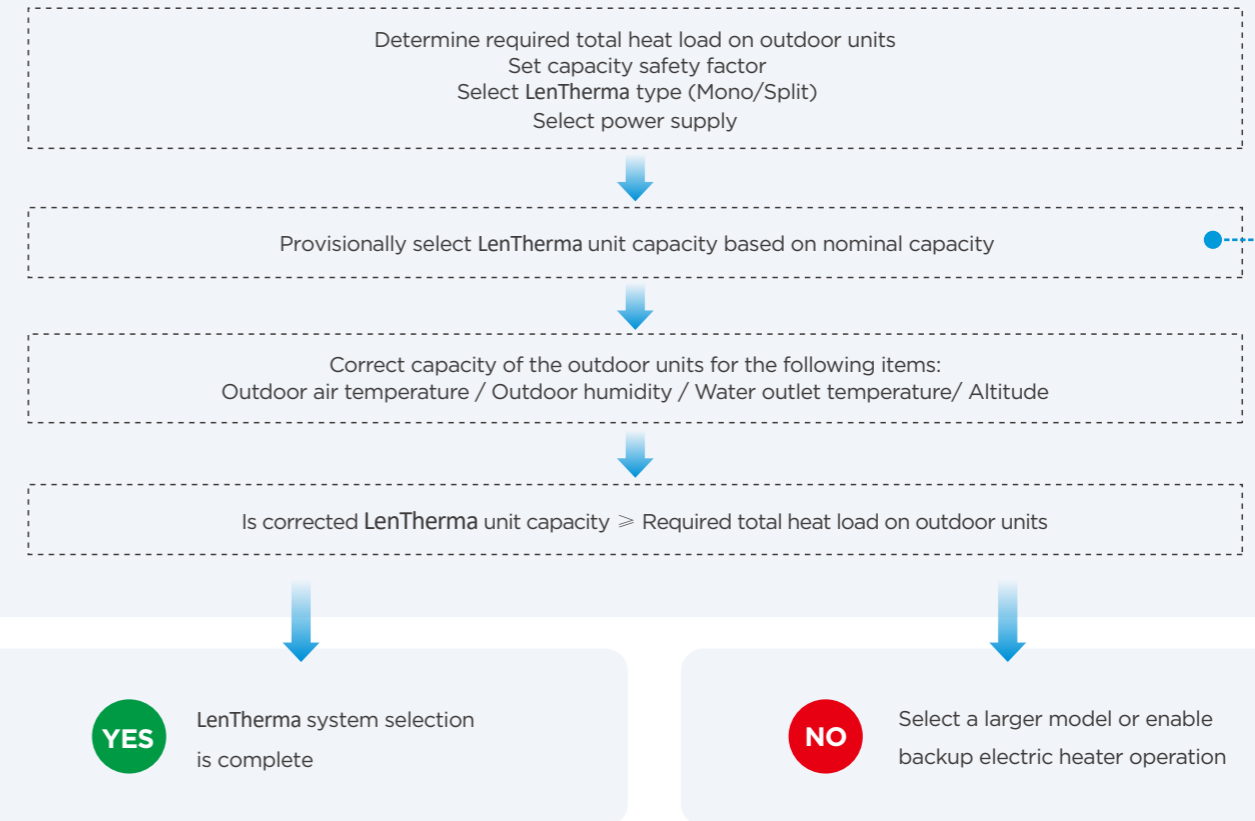 Determine required total heat load on outdoor units
Set capacity safety factor
Select LenTherma type (Mono/Split)
Select power supply
Provisionally select LenTherma unit capacity based on nominal capacity
Correct capacity of the outdoor units for the following items:
Outdoor air temperature / Outdoor humidity / Water outlet temperature/ Altitude
Is corrected LenTherma unit capacity ⩾ Required total heat load on outdoor units
YES
LenTherma system selection
is complete
NO
Select a larger model or enable
backup electric heater operation